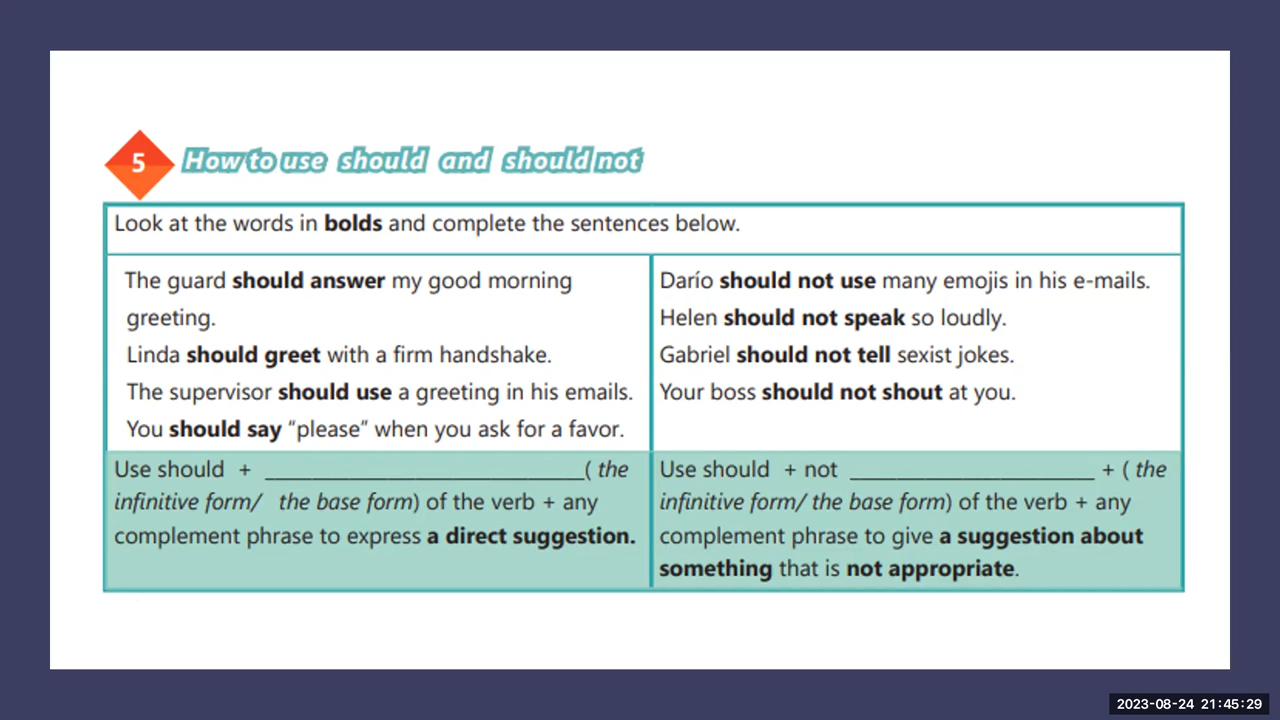 5
How to use should and should not
Look at the words in bolds and complete the sentences below.
The guard should answer my good morning
greeting.
Linda should greet with a firm handshake.
The supervisor should use a greeting in his emails.
You should say “please” when you ask for a favor.
Darío should not use many emojis in his e-mails.
Helen should not speak so loudly.
Gabriel should not tell sexist jokes.
Your boss should not shout at you.
Use should + ____________________________( the
infinitive form/ the base form) of the verb + any
complement phrase to express a direct suggestion.
Use should + not _____________________ + ( the
infinitive form/ the base form) of the verb + any
complement phrase to give a suggestion about
something that is not appropriate.
2023-08-24 21:45:29